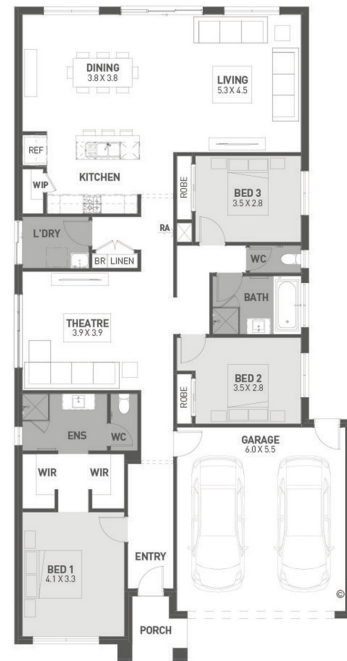 DINING
3.8 X 3.8
LIVING
5.3 X 4.5
REF
KITCHEN
WIP
ROBE
BED 3
3.5 X 2.8
L'DRY
RA
BR
LINEN
WC
BATH
THEATRE
3.9 X 3.9
ROBE
BED 2
3.5 X 2.8
ENS
WC
GARAGE
6.0 X 5.5
WIR
WIR
BED 1
4.1 X 3.3
ENTRY
PORCH
©